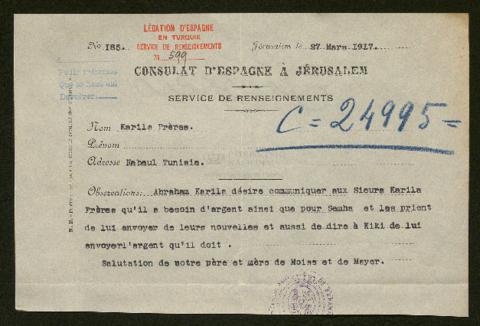 LÉGATION D'ESPAGNE
EN TURQUIE
SERVICE DE RENSEIGNEMENTS
No 599
No 185.
Jérusalem le 27 Mars. 1917.
CONSULAT D'ESPAGNE À JÉRUSALEM
SERVICE DE RENSEIGNEMENTS
C = 24995 =
Nom Karila Frères.
Prénom
Adresse Nabeul Tunisie.
Observations: Abraham Karila désire communiquer aux Sieurs Karila
Frères qu'il a besoin d'argent ainsi que pour Samha et les prient
de lui envoyer de leurs nouvelles et aussi de dire à Kiki de lui
envoyerl'argent qu'il doit .
Salutation de votre père et mère de Moise et de Mayer.